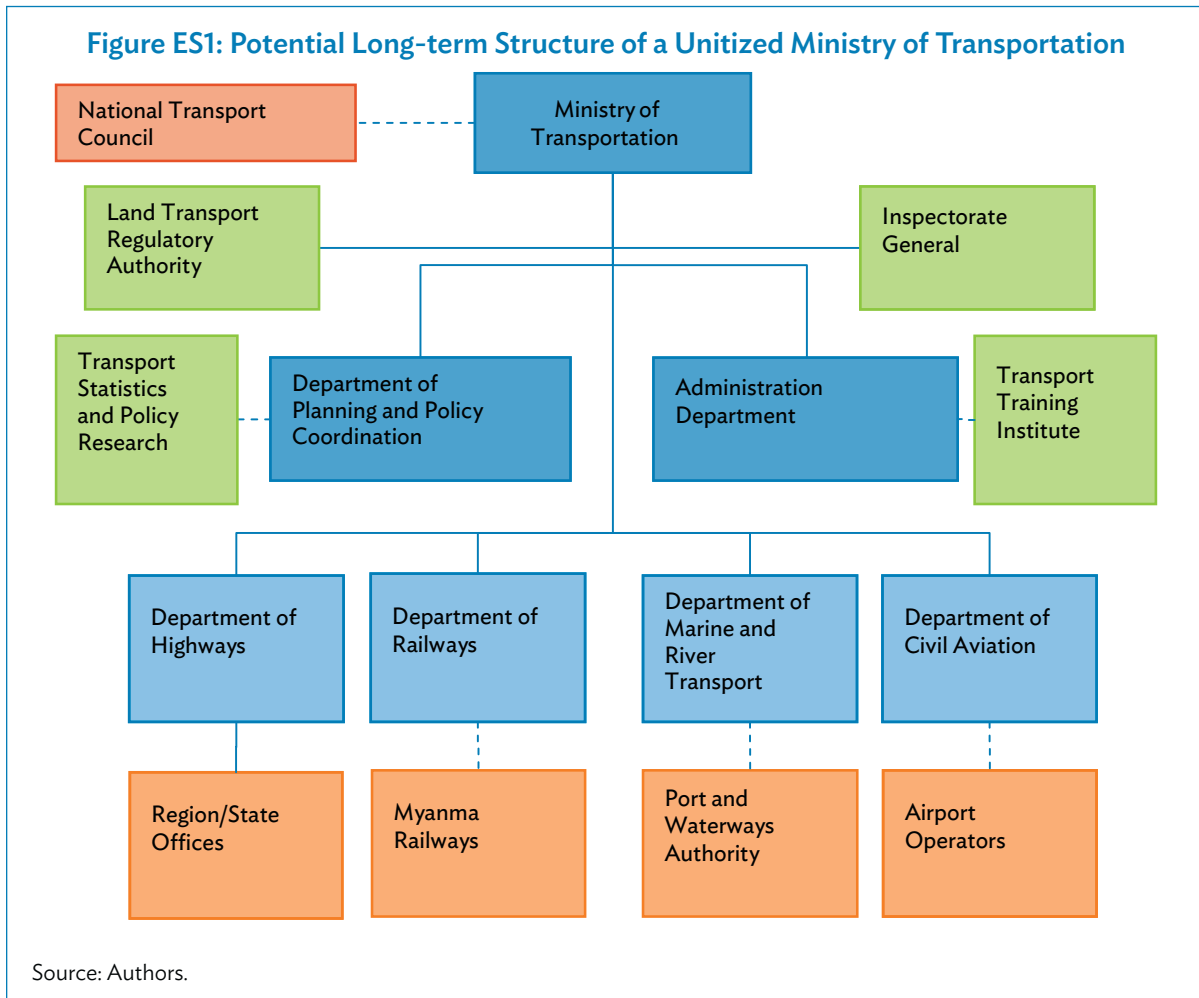 Figure ES1: Potential Long-term Structure of a Unitized Ministry of Transportation
National Transport
Council
Ministry of
Transportation
Land Transport
Regulatory
Authority
Inspectorate
General
Transport
Statistics
and Policy
Research
Department of
Planning and Policy
Coordination
Administration
Department
Transport
Training
Institute
Department of
Highways
Department of
Railways
Department of
Marine and
River
Transport
Department of
Civil Aviation
Region/State
Offices
Myanma
Railways
Port and
Waterways
Authority
Airport
Operators
Source: Authors.